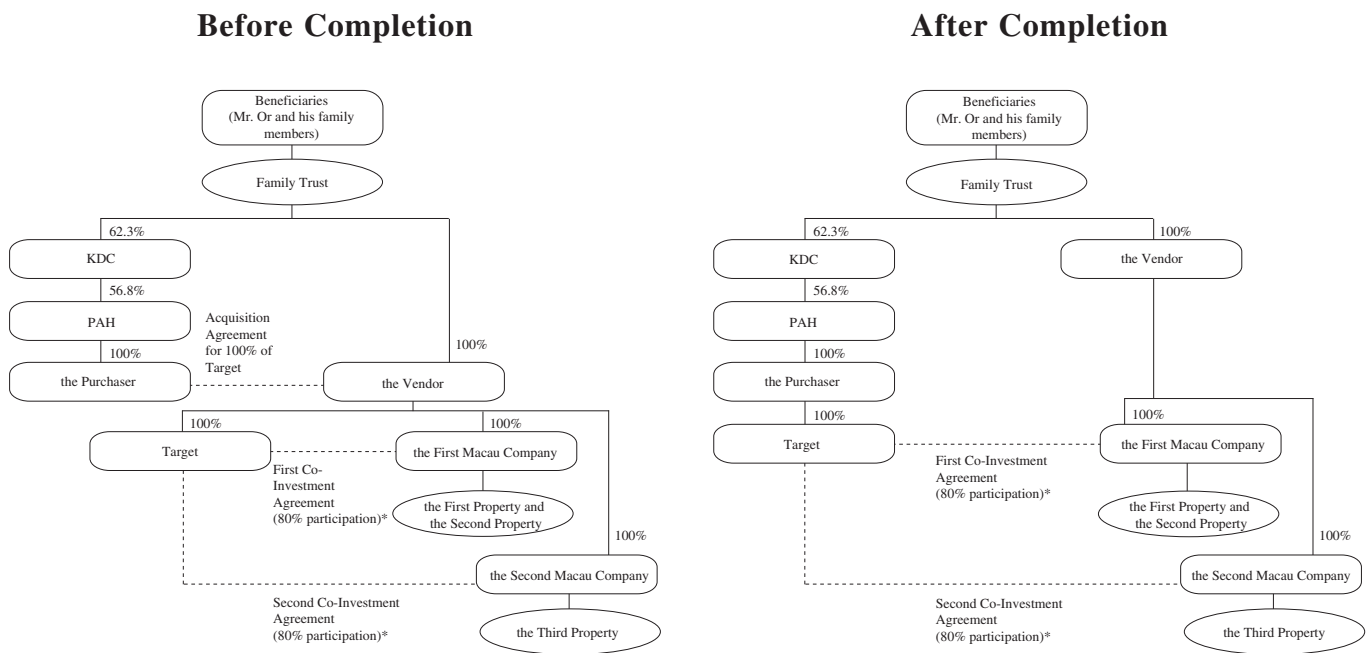 Before Completion
Beneficiaries
(Mr. Or and his family
members)
Family Trust
62.3%
KDC
56.8%
PAH
100%
the Purchaser
Acquisition
Agreement
for 100% of
Target
100%
the Vendor
100%
Target
100%
the First Macau Company
First Co-
Investment
Agreement
(80% participation)*
the First Property and
the Second Property
100%
the Second Macau Company
Second Co-Investment
Agreement
(80% participation)*
the Third Property
After Completion
Beneficiaries
(Mr. Or and his family
members)
Family Trust
62.3%
KDC
100%
the Vendor
56.8%
PAH
100%
the Purchaser
100%
Target
100%
the First Macau Company
First Co-Investment
Agreement
(80% participation)*
the First Property and
the Second Property
100%
the Second Macau Company
Second Co-Investment
Agreement
(80% participation)*
the Third Property